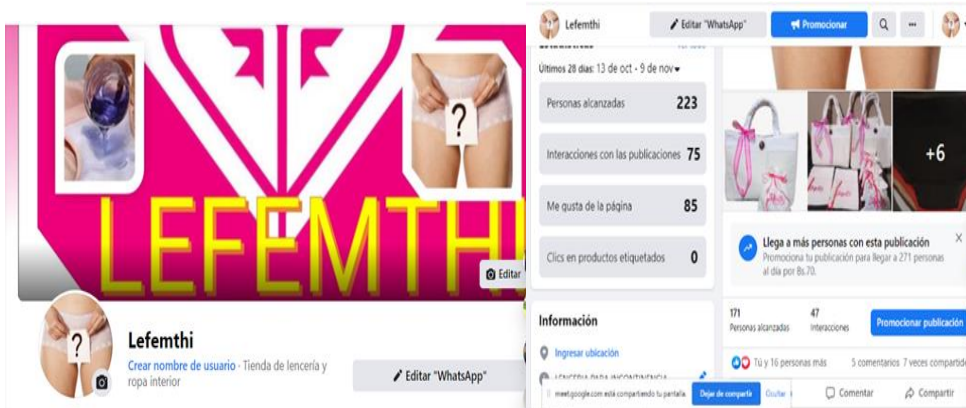 ?
LEFEMTHI
Editar
?
Lefemthi
Crear nombre de usuario · Tienda de lencería y
ropa interior
Editar "WhatsApp"
Lefemthi
Editar "WhatsApp"
Promocionar
Últimos 28 días: 13 de oct - 9 de nov
Personas alcanzadas 223
Interacciones con las publicaciones 75
Me gusta de la página 85
Clics en productos etiquetados 0
Información
Ingresar ubicación
LENCERIA PARA INCONTINENCIA
meet.google.com está compartiendo tu pantalla.
Dejar de compartir
Ocultar
+6
Llega a más personas con esta publicación
Promociona tu publicación para llegar a 271 personas
al día por Bs.70.
171
Personas alcanzadas
47
Interacciones
Promocionar publicación
Tú y 16 personas más
5 comentarios 7 veces compartido
Comentar
Compartir